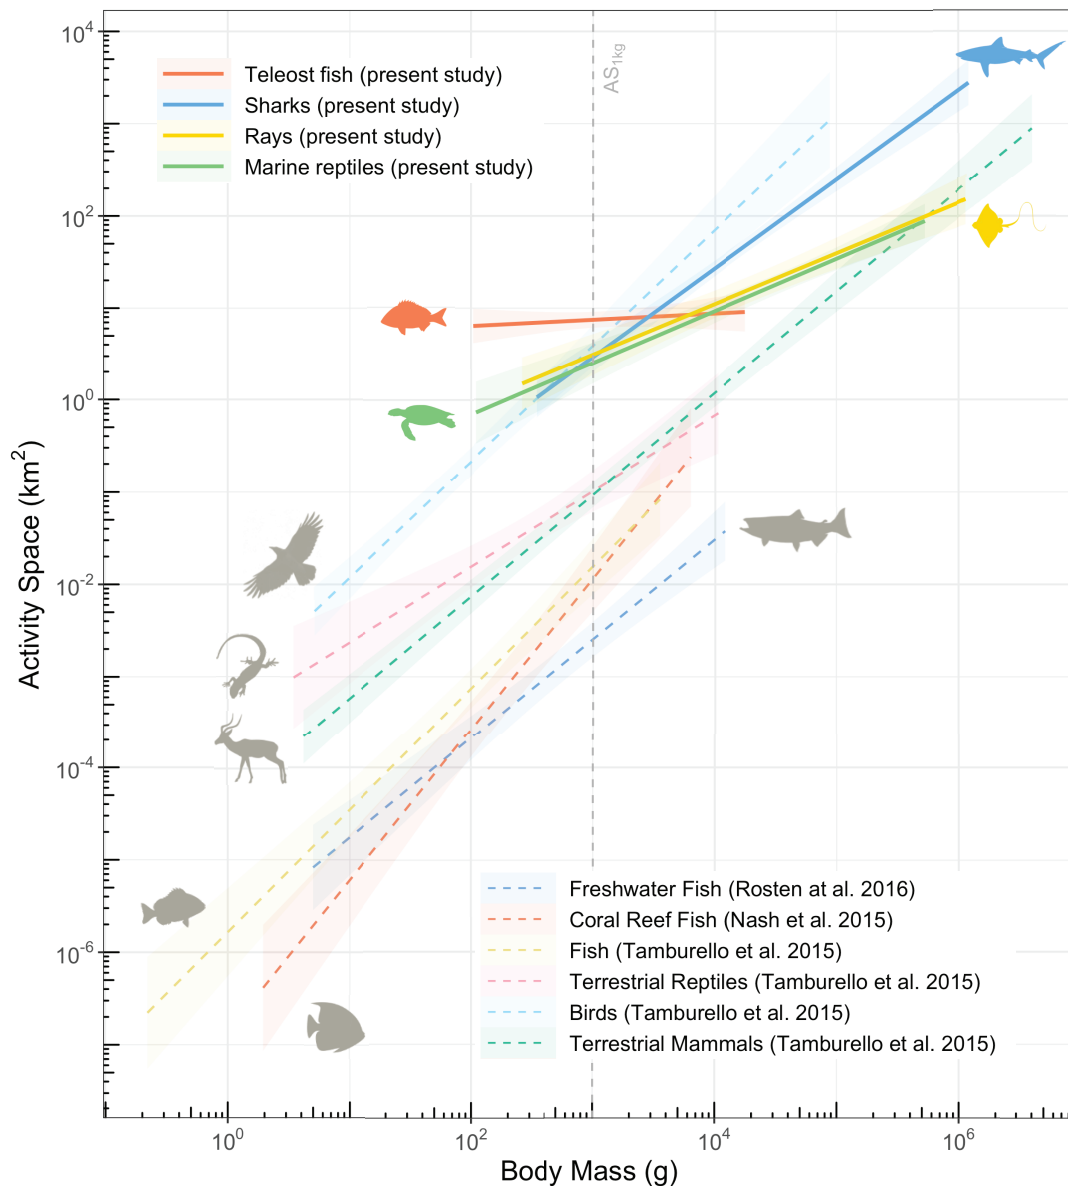 10⁴
10²
10⁰
10⁻²
10⁻⁴
10⁻⁶
Activity Space (km²)
Teleost fish (present study)
Sharks (present study)
Rays (present study)
Marine reptiles (present study)
AS₁kg
Freshwater Fish (Rosten at al. 2016)
Coral Reef Fish (Nash et al. 2015)
Fish (Tamburello et al. 2015)
Terrestrial Reptiles (Tamburello et al. 2015)
Birds (Tamburello et al. 2015)
Terrestrial Mammals (Tamburello et al. 2015)
10⁰ 10² 10⁴ 10⁶
Body Mass (g)